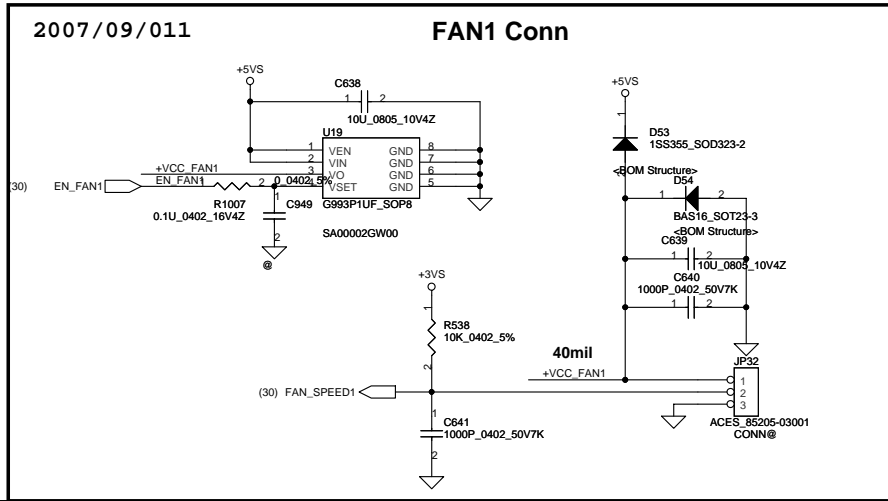 2007/09/011
FAN1 Conn
+5VS
C638
1 2
10U_0805_10V4Z
U19
1 VEN GND 8
2 VIN GND 7
3 VO GND 6
4 VSET GND 5
G993P1UF_SOP8
SA00002GW00
+VCC_FAN1
(30) EN_FAN1
EN_FAN1
1 2
0_0402_5%
R1007
0.1U_0402_16V4Z
C949
1
2
@
+5VS
1
2
D53
1SS355_SOD323-2
<BOM Structure>
D54
1 2
BAS16_SOT23-3
<BOM Structure>
C639
1 2
10U_0805_10V4Z
C640
1000P_0402_50V7K
1 2
+3VS
1
R538
10K_0402_5%
2
40mil
+VCC_FAN1
(30) FAN_SPEED1
1
C641
1000P_0402_50V7K
2
JP32
1
2
3
ACES_85205-03001
CONN@